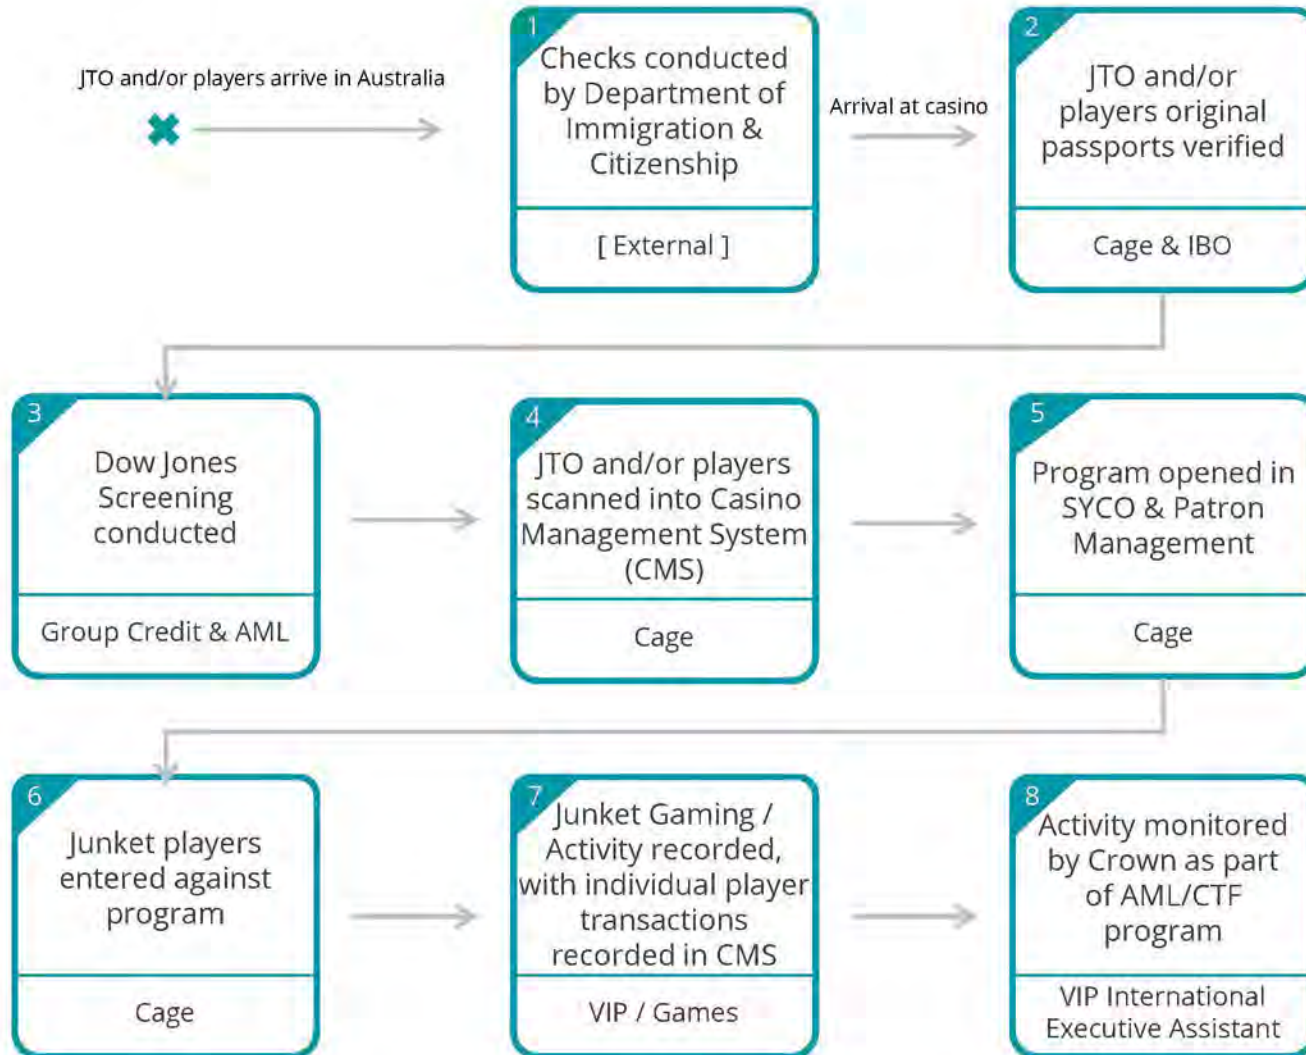 JTO and/or players arrive in Australia
1
Checks conducted
by Department of
Immigration &
Citizenship
[ External ]
Arrival at casino
2
JTO and/or
players original
passports verified
Cage & IBO
3
Dow Jones
Screening
conducted
Group Credit & AML
4
JTO and/or players
scanned into Casino
Management System
(CMS)
Cage
5
Program opened in
SYCO & Patron
Management
Cage
6
Junket players
entered against
program
Cage
7
Junket Gaming /
Activity recorded,
with individual player
transactions
recorded in CMS
VIP / Games
8
Activity monitored
by Crown as part
of AML/CTF
program
VIP International
Executive Assistant